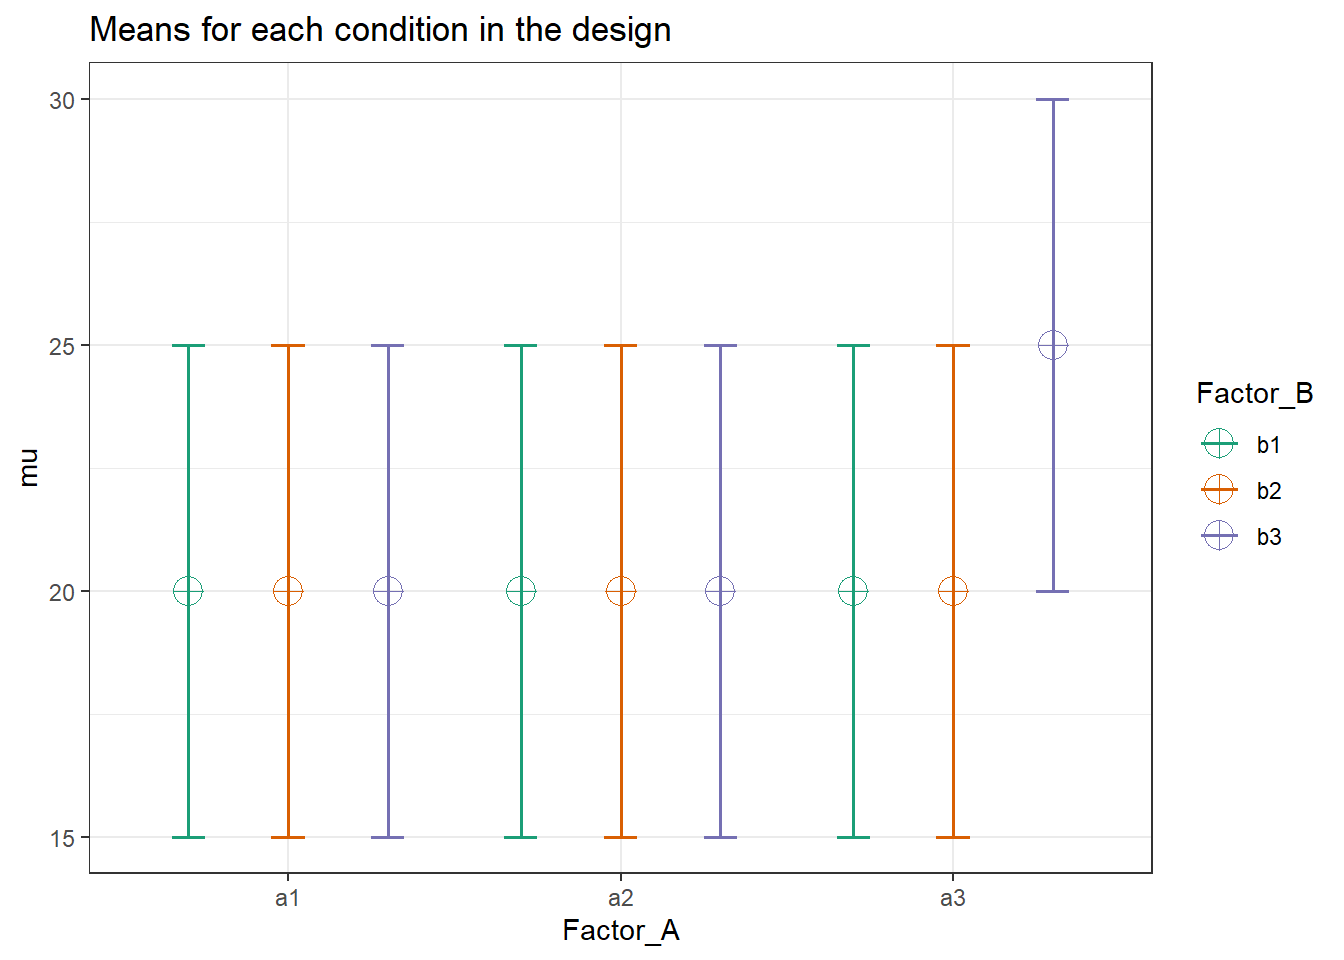 Means for each condition in the design
30
25
20
15
mu
a1
a2
a3
Factor_A
Factor_B
b1
b2
b3